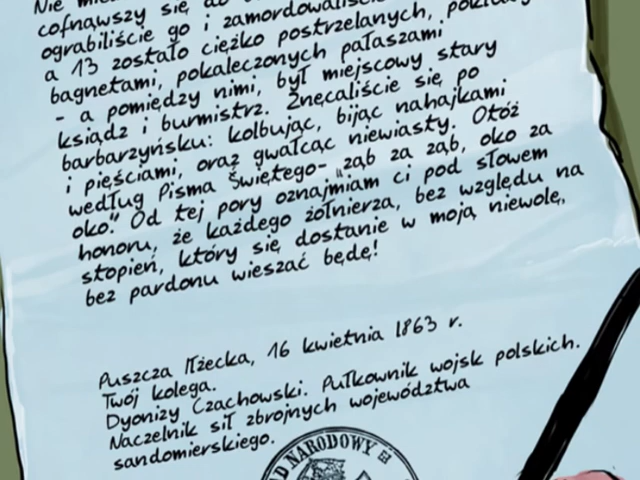 Nie
cofnąwszy się do
ograbiliście go i zamordowaliście
a 13 zostało ciężko postrzelanych,
bagnetami, pokaleczonych pałaszami
- a pomiędzy nimi, był miejscowy stary
ksiądz i burmistrz. Znęcaliście się po
barbarzyńsku: kolbując, bijąc nahajkami
i pięściami, oraz gwałcąc niewiasty. Otóż
według Pisma Świętego- "ząb za ząb, oko za
oko." Od tej pory oznajmiam ci pod słowem
honoru, że każdego żołnierza, bez względu na
stopień, który się dostanie w moją niewolę,
bez pardonu wieszać będę!
Puszcza Iłżecka, 16 kwietnia 1863 r.
Twój kolega.
Dyonizy Czachowski. Pułkownik wojsk polskich.
Naczelnik sił zbrojnych województwa
sandomierskiego.
NARODOWY